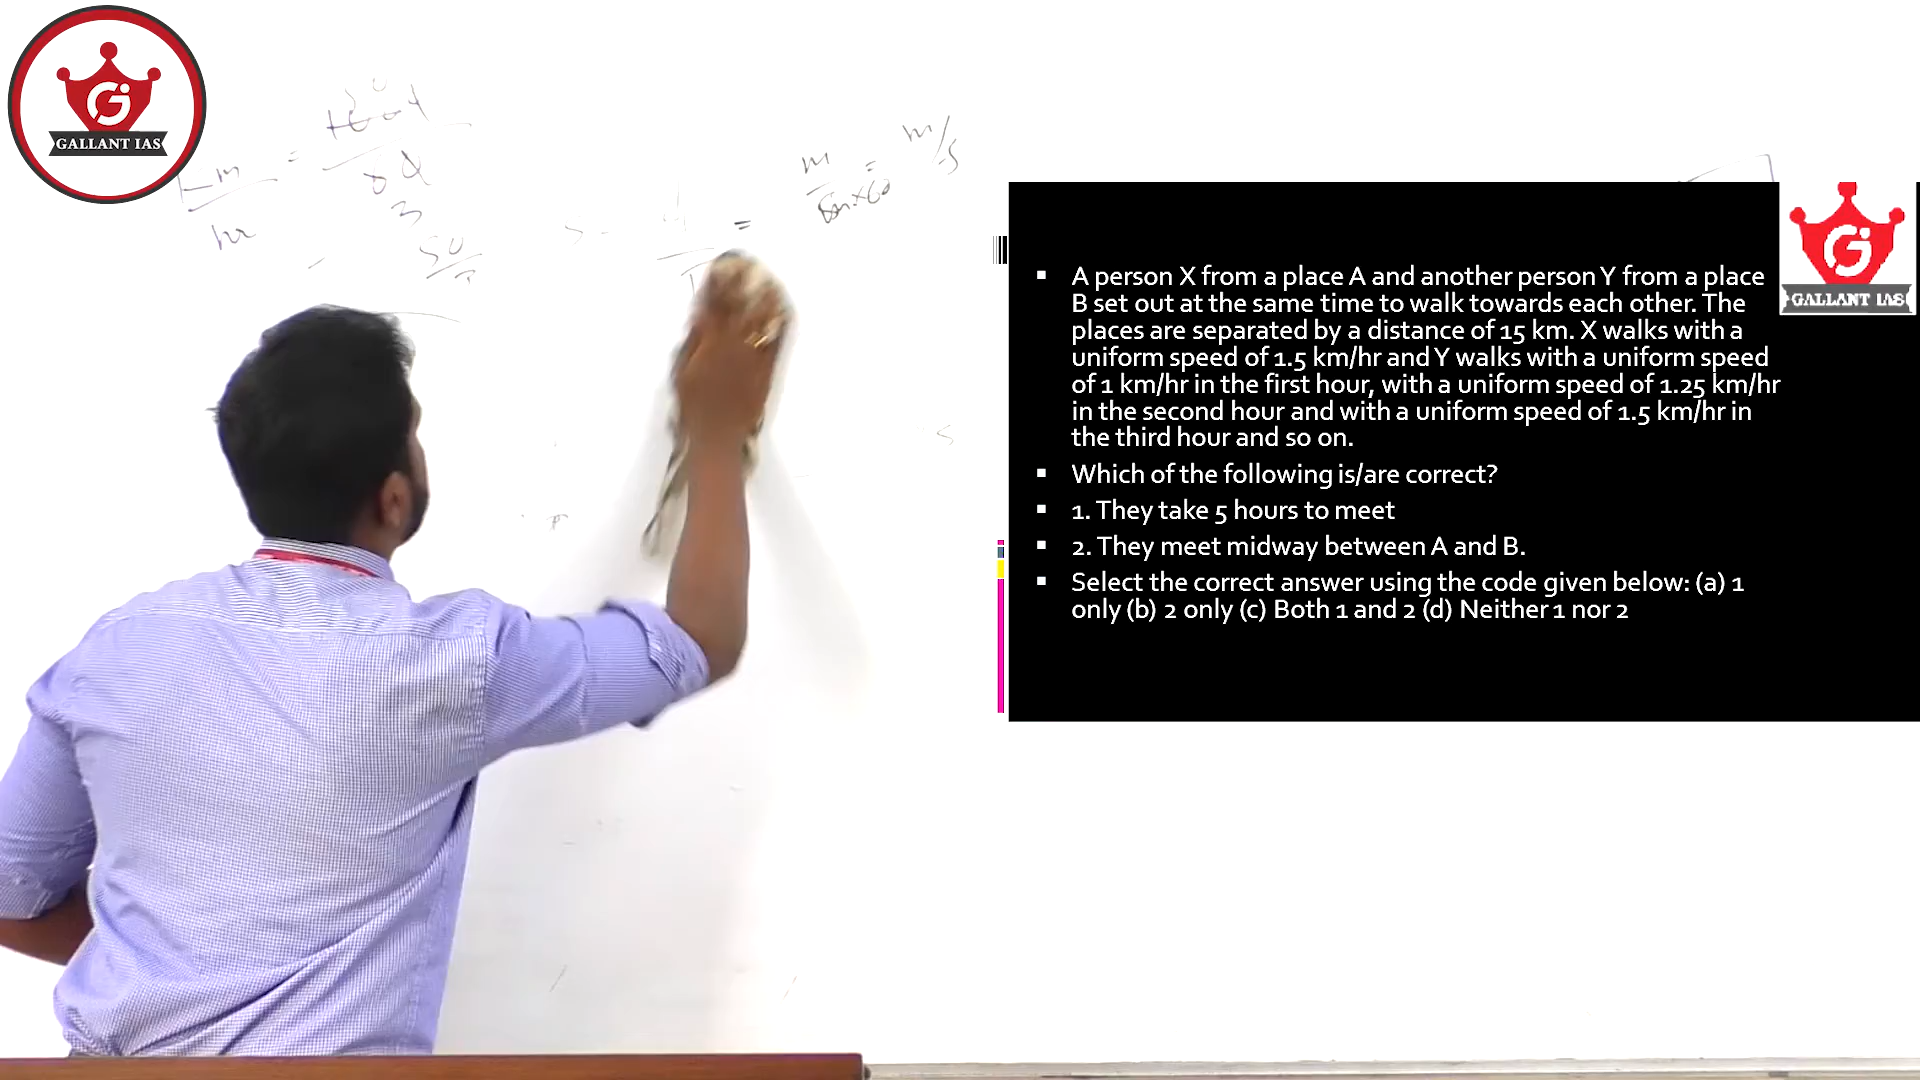 GALLANT IAS
hr
50
m
m/s
GALLANT IAS
A person X from a place A and another person Y from a place
B set out at the same time to walk towards each other. The
places are separated by a distance of 15 km. X walks with a
uniform speed of 1.5 km/hr and Y walks with a uniform speed
of 1 km/hr in the first hour, with a uniform speed of 1.25 km/hr
in the second hour and with a uniform speed of 1.5 km/hr in
the third hour and so on.
Which of the following is/are correct?
1. They take 5 hours to meet
2. They meet midway between A and B.
Select the correct answer using the code given below: (a) 1
only (b) 2 only (c) Both 1 and 2 (d) Neither 1 nor 2